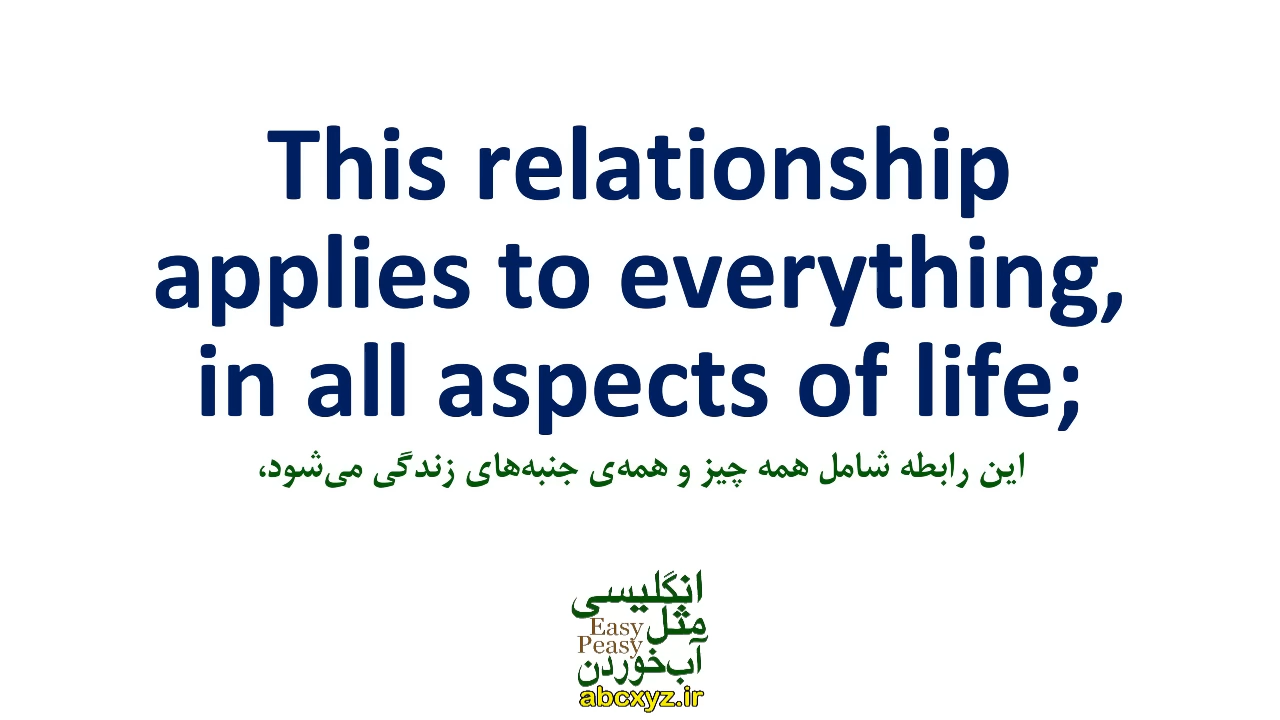 This relationship
applies to everything,
in all aspects of life;
این رابطه شامل همه چیز و همه‌ی جنبه‌های زندگی می‌شود،
انگلیسی
مثل
Easy
Peasy
آب‌خوردن
abcxyz.ir